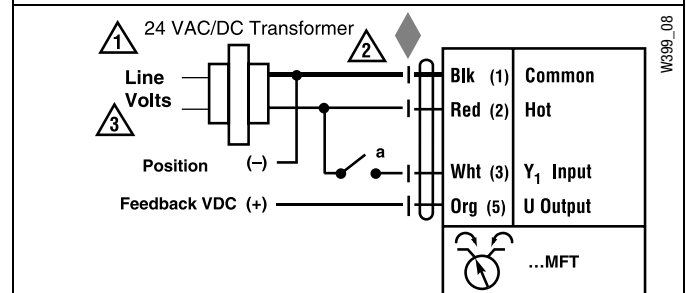 1 24 VAC/DC Transformer
2
W399_08
Line
Volts
3
Blk (1) Common
Red (2) Hot
Position (–)
a
Wht (3) Y₁ Input
Feedback VDC (+)
Org (5) U Output
...MFT